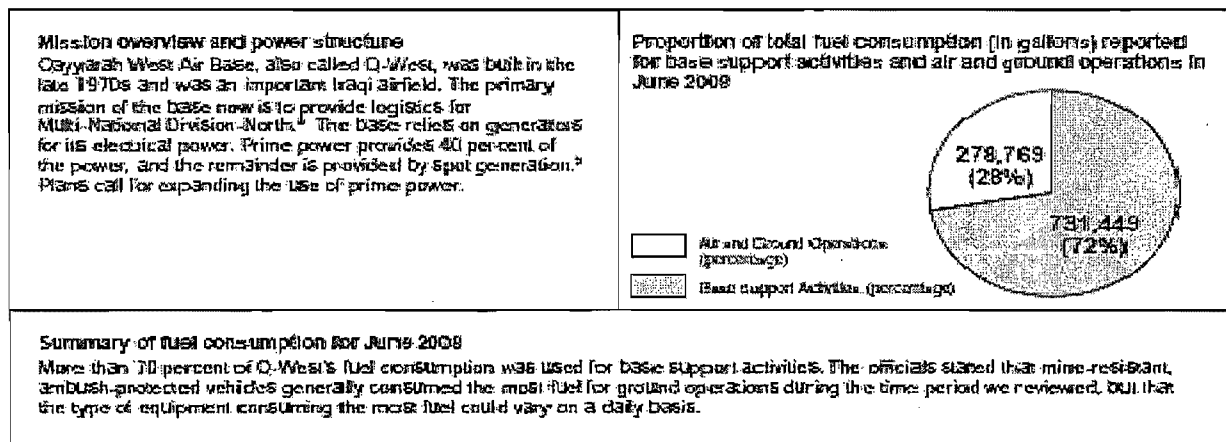 Mission overview and power structure
Qayyarah West Air Base, also called Q-West, was built in the
late 1970s and was an important Iraqi airfield. The primary
mission of the base now is to provide logistics for
Multi-National Division-North. The base relies on generators
for its electrical power. Prime power provides 40 percent of
the power, and the remainder is provided by spot generation.
Plans call for expanding the use of prime power.
Proportion of total fuel consumption (in gallons) reported
for base support activities and air and ground operations in
June 2008
278,769
(28%)
731,449
(72%)
Air and Ground Operations
(percentage)
Base support Activities (percentage)
Summary of fuel consumption for June 2008
More than 70 percent of Q-West's fuel consumption was used for base support activities. The officials stated that mine-resistant,
ambush-protected vehicles generally consumed the most fuel for ground operations during the time period we reviewed, but that
the type of equipment consuming the most fuel could vary on a daily basis.